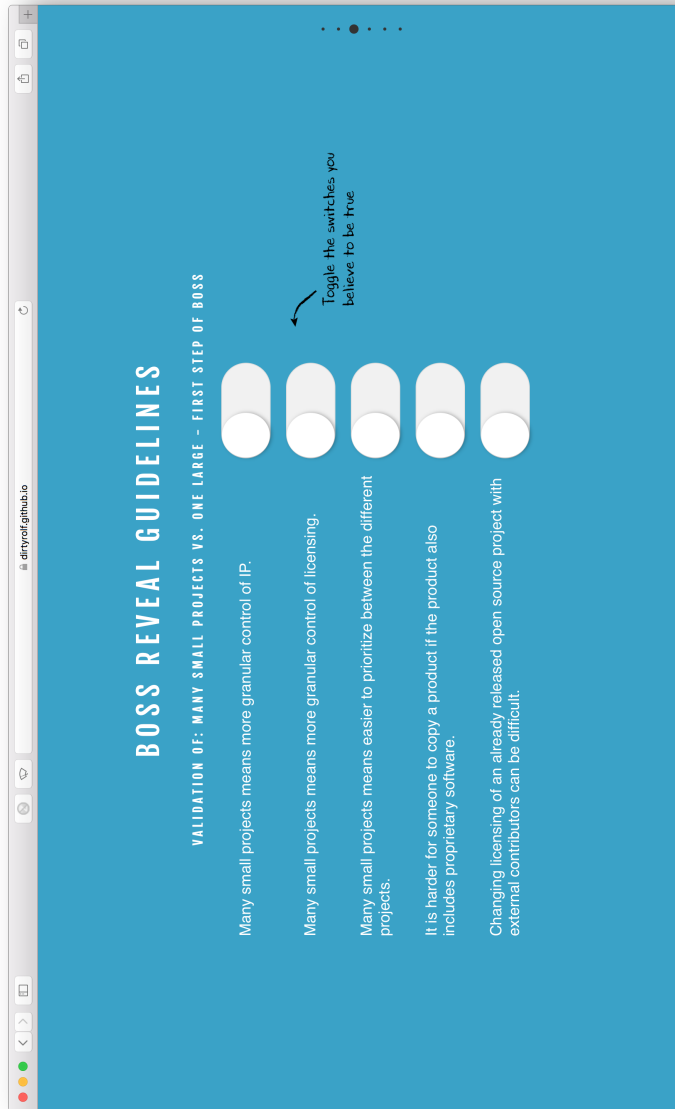 dirtyrolf.github.io
BOSS REVEAL GUIDELINES
VALIDATION OF: MANY SMALL PROJECTS VS. ONE LARGE – FIRST STEP OF BOSS
Many small projects means more granular control of IP.
Many small projects means more granular control of licensing.
Toggle the switches you
believe to be true
Many small projects means easier to prioritize between the different
projects.
It is harder for someone to copy a product if the product also
includes proprietary software.
Changing licensing of an already released open source project with
external contributors can be difficult.